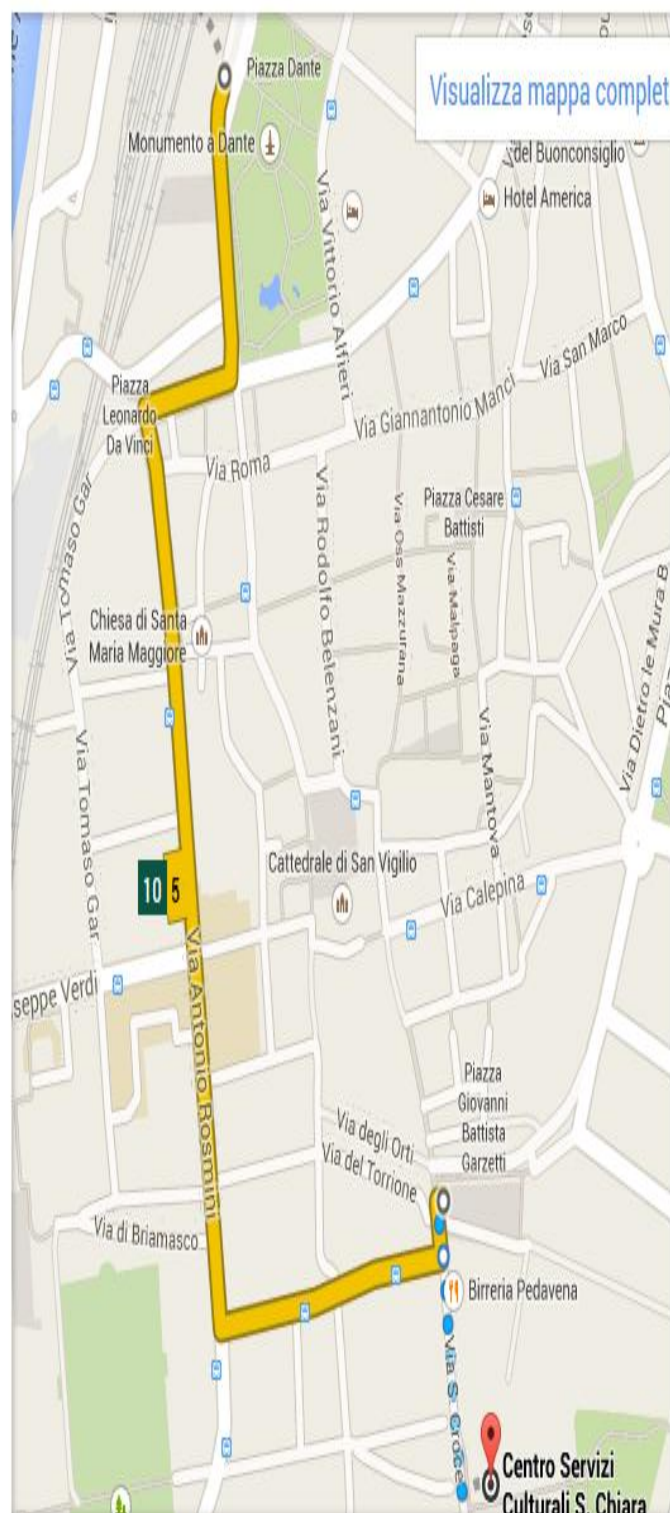 Piazza Dante
Visualizza mappa complet
Monumento a Dante
del Buonconsiglio
Hotel America
Via Vittorio Alfieri
Via San Marco
Piazza
Leonardo
Da Vinci
Via Giannantonio Manci
Via Roma
Via Tomaso Gar
Via Rodolfo Belenzani
Via Oss Mazzurana
Piazza Cesare
Battisti
Via Malpaga
Chiesa di Santa
Maria Maggiore
Via Mantova
Via Dietro le Mura B
Piazz
Via Tomaso Gar
Cattedrale di San Vigilio
10 5
Via Calepina
seppe Verdi
Via Antonio Rosmini
Piazza
Giovanni
Battista
Garzetti
Via degli Orti
Via del Torrione
Via di Briamasco
Birreria Pedavena
Via S. Croce
Centro Servizi
Culturali S. Chiara